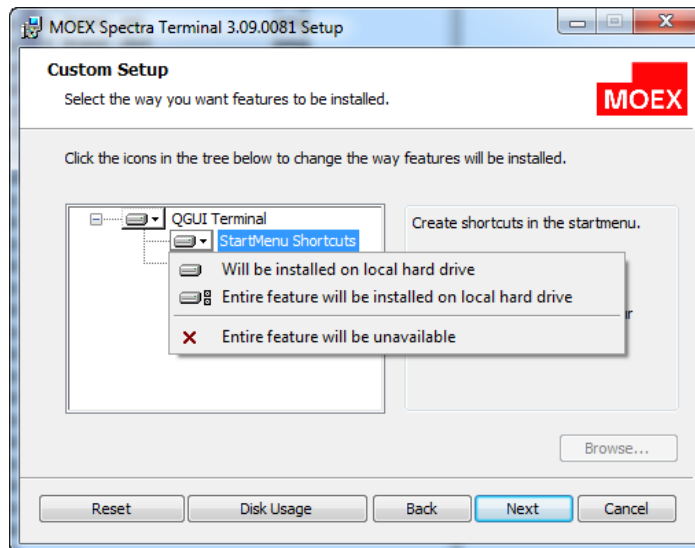 MOEX Spectra Terminal 3.09.0081 Setup
Custom Setup
Select the way you want features to be installed.
MOEX
Click the icons in the tree below to change the way features will be installed.
QGUI Terminal
StartMenu Shortcuts
Create shortcuts in the startmenu.
Will be installed on local hard drive
Entire feature will be installed on local hard drive
Entire feature will be unavailable
Browse...
Reset
Disk Usage
Back
Next
Cancel